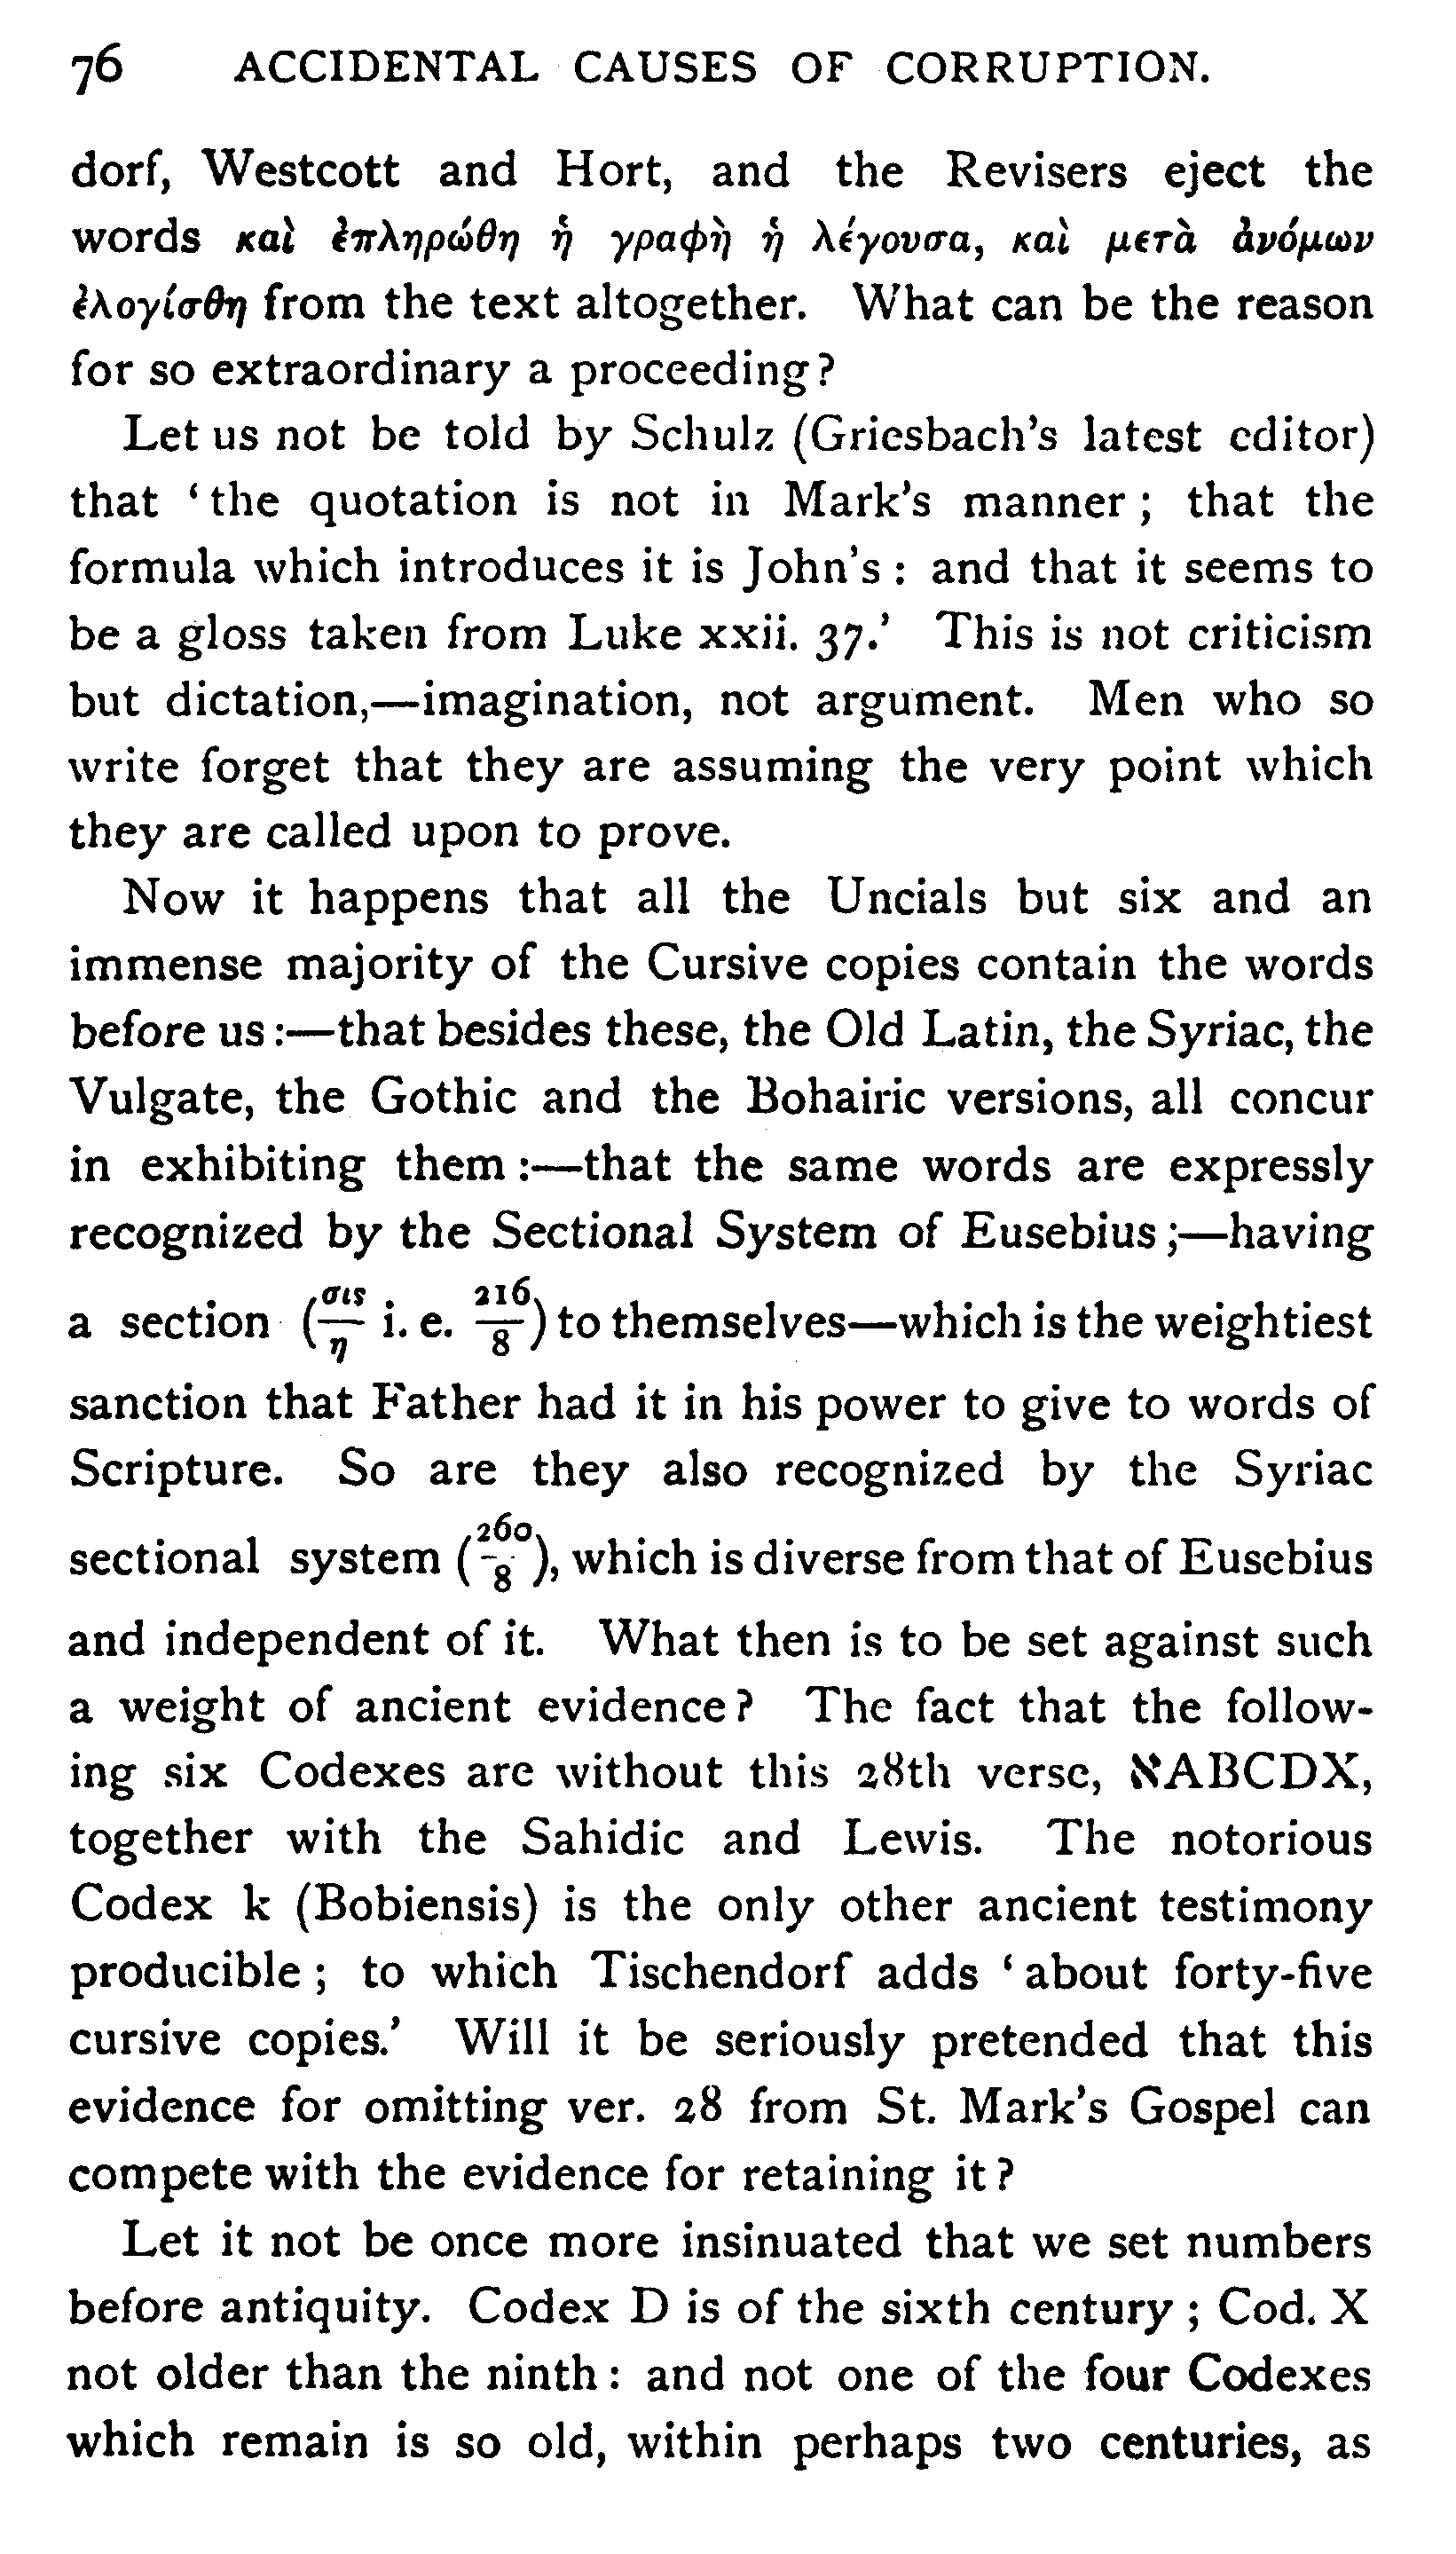 76 ACCIDENTAL CAUSES OF CORRUPTION.
dorf, Westcott and Hort, and the Revisers eject the
words καὶ ἐπληρώθη ἡ γραφὴ ἡ λέγουσα, καὶ μετὰ ἀνόμων
ἐλογίσθη from the text altogether. What can be the reason
for so extraordinary a proceeding?
Let us not be told by Schulz (Griesbach's latest editor)
that ‘the quotation is not in Mark's manner; that the
formula which introduces it is John's: and that it seems to
be a gloss taken from Luke xxii. 37.’ This is not criticism
but dictation,—imagination, not argument. Men who so
write forget that they are assuming the very point which
they are called upon to prove.
Now it happens that all the Uncials but six and an
immense majority of the Cursive copies contain the words
before us:—that besides these, the Old Latin, the Syriac, the
Vulgate, the Gothic and the Bohairic versions, all concur
in exhibiting them:—that the same words are expressly
recognized by the Sectional System of Eusebius;—having
a section (σις/η i. e. 216/8) to themselves—which is the weightiest
sanction that Father had it in his power to give to words of
Scripture. So are they also recognized by the Syriac
sectional system (260/8), which is diverse from that of Eusebius
and independent of it. What then is to be set against such
a weight of ancient evidence? The fact that the follow-
ing six Codexes are without this 28th verse, ℵABCDX,
together with the Sahidic and Lewis. The notorious
Codex k (Bobiensis) is the only other ancient testimony
producible; to which Tischendorf adds ‘about forty-five
cursive copies.’ Will it be seriously pretended that this
evidence for omitting ver. 28 from St. Mark's Gospel can
compete with the evidence for retaining it?
Let it not be once more insinuated that we set numbers
before antiquity. Codex D is of the sixth century; Cod. X
not older than the ninth: and not one of the four Codexes
which remain is so old, within perhaps two centuries, as